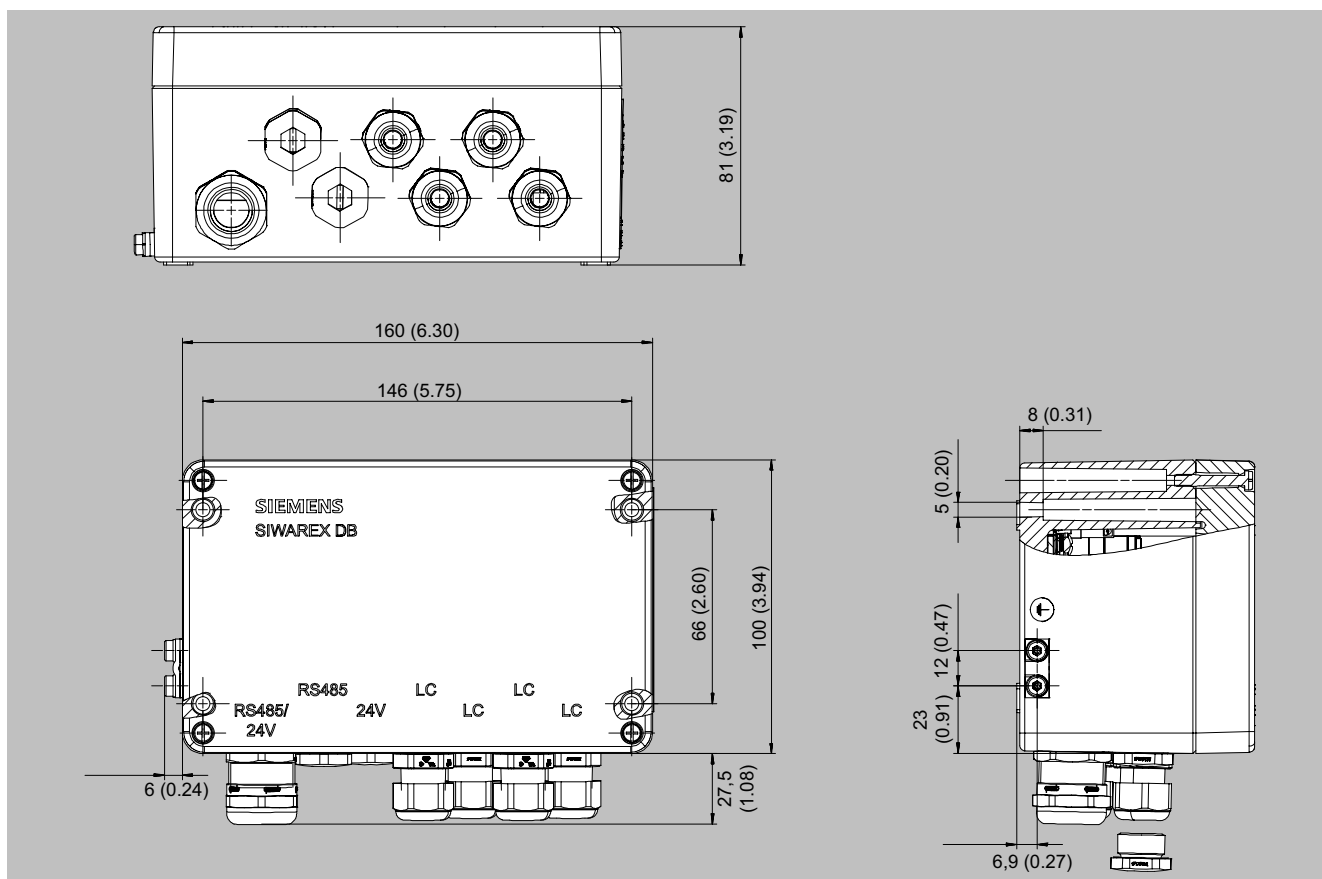 81 (3.19)
160 (6.30)
146 (5.75)
8 (0.31)
5 (0.20)
SIEMENS
SIWAREX DB
66 (2.60)
100 (3.94)
12 (0.47)
RS485 LC LC
RS485/ 24V LC LC
24V
23
(0.91)
6 (0.24)
27,5
(1.08)
6,9 (0.27)